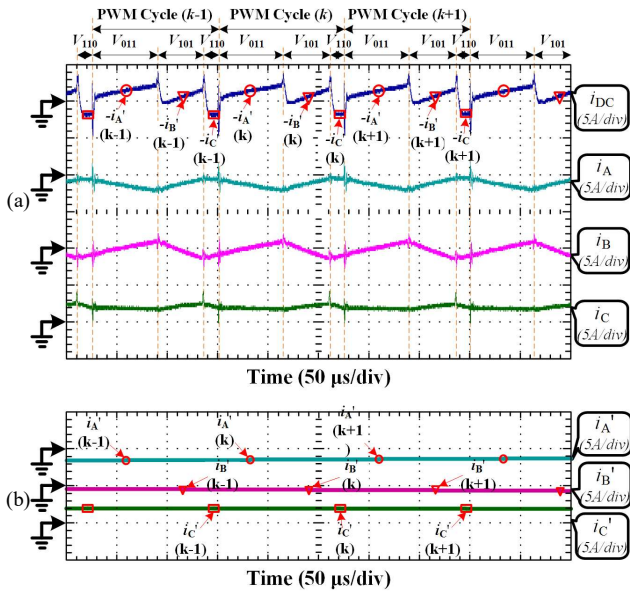 PWM Cycle (k-1) PWM Cycle (k) PWM Cycle (k+1)
V110 V011 V101 V110 V011 V101 V110 V011 V101 V110 V011 V101
iDC
(5A/div)
-iA'
(k-1)
-iB'
(k-1)
-iC'
(k-1)
-iA'
(k)
-iB'
(k)
-iC'
(k)
-iA'
(k+1)
-iB'
(k+1)
-iC'
(k+1)
(a)
iA
(5A/div)
iB
(5A/div)
iC
(5A/div)
Time (50 μs/div)
iA'
(k-1)
iA'
(k)
iA'
(k+1
)
iA'
(5A/div)
iB'
(k-1)
iB'
(k)
iB'
(k+1)
iB'
(5A/div)
(b)
iC'
(k-1)
iC'
(k)
iC'
(k+1)
iC'
(5A/div)
Time (50 μs/div)